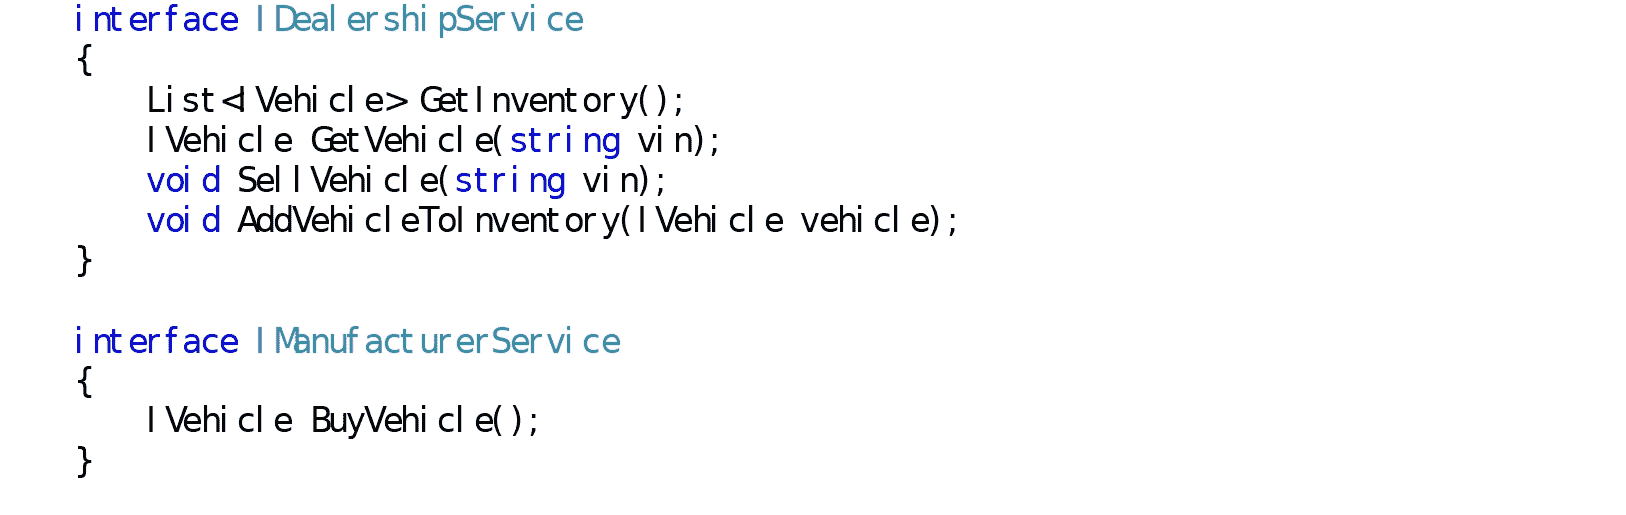 interface IDealershipService
{
    List<IVehicle> GetInventory();
    IVehicle GetVehicle(string vin);
    void SellVehicle(string vin);
    void AddVehicleToInventory(IVehicle vehicle);
}

interface IManufacturerService
{
    IVehicle BuyVehicle();
}